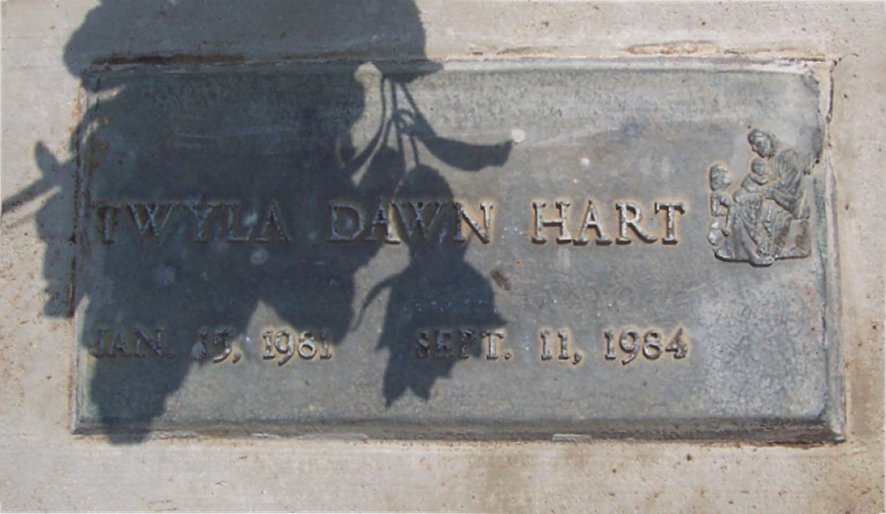 TWYLA DAWN HART
JAN. 15, 1981 SEPT. 11, 1984